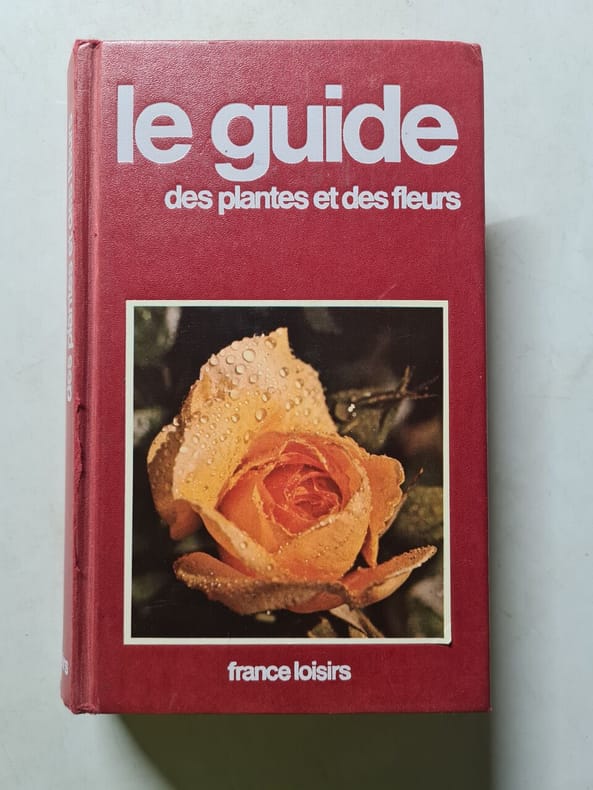 le guide
des plantes et des fleurs
france loisirs